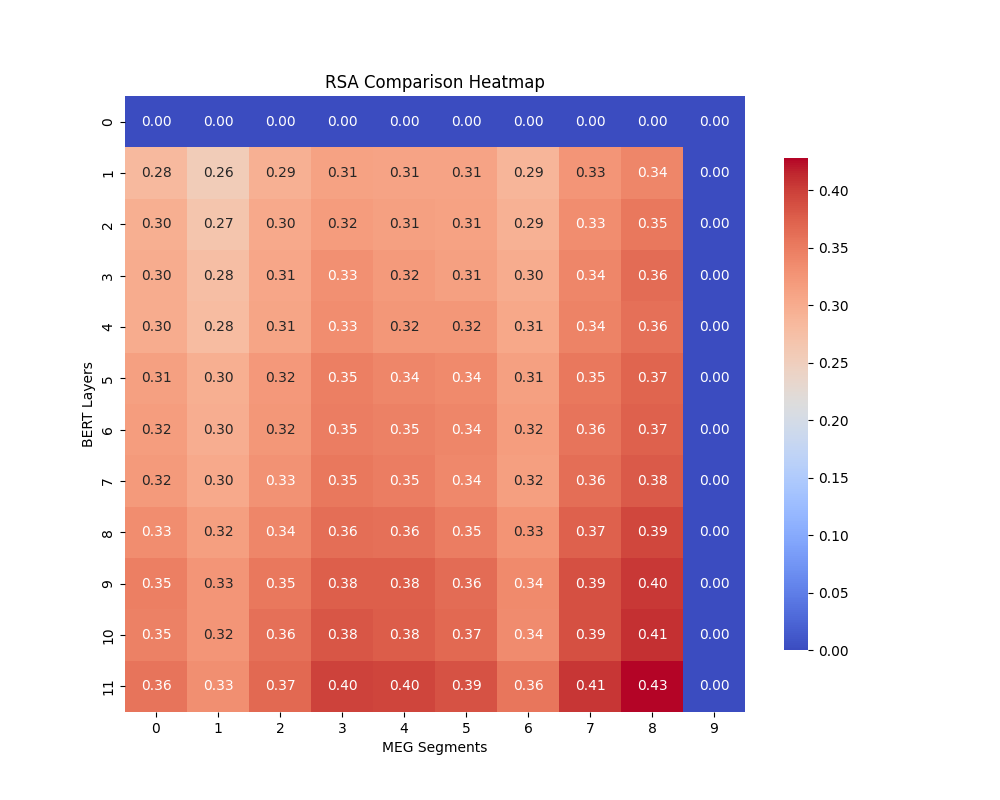 RSA Comparison Heatmap
0 0.00 0.00 0.00 0.00 0.00 0.00 0.00 0.00 0.00 0.00
1 0.28 0.26 0.29 0.31 0.31 0.31 0.29 0.33 0.34 0.00
2 0.30 0.27 0.30 0.32 0.31 0.31 0.29 0.33 0.35 0.00
3 0.30 0.28 0.31 0.33 0.32 0.31 0.30 0.34 0.36 0.00
4 0.30 0.28 0.31 0.33 0.32 0.32 0.31 0.34 0.36 0.00
5 0.31 0.30 0.32 0.35 0.34 0.34 0.31 0.35 0.37 0.00
6 0.32 0.30 0.32 0.35 0.35 0.34 0.32 0.36 0.37 0.00
7 0.32 0.30 0.33 0.35 0.35 0.34 0.32 0.36 0.38 0.00
8 0.33 0.32 0.34 0.36 0.36 0.35 0.33 0.37 0.39 0.00
9 0.35 0.33 0.35 0.38 0.38 0.36 0.34 0.39 0.40 0.00
10 0.35 0.32 0.36 0.38 0.38 0.37 0.34 0.39 0.41 0.00
11 0.36 0.33 0.37 0.40 0.40 0.39 0.36 0.41 0.43 0.00
0 1 2 3 4 5 6 7 8 9
MEG Segments
BERT Layers
0.40
0.35
0.30
0.25
0.20
0.15
0.10
0.05
0.00